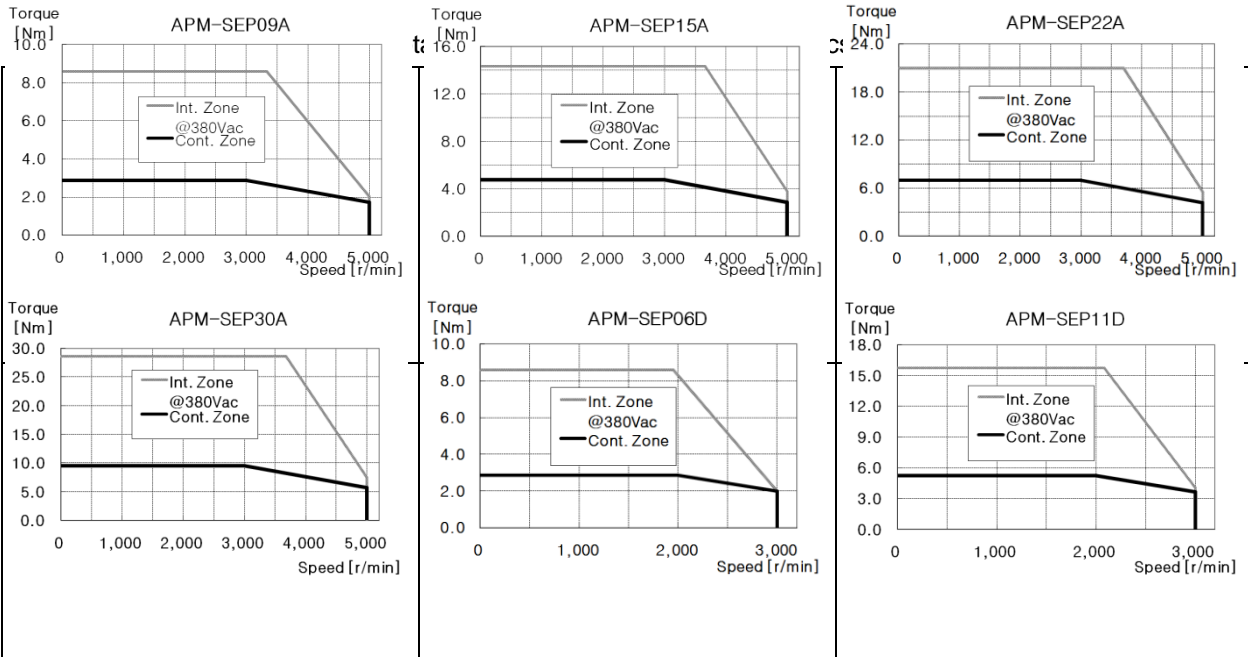 Torque
[Nm]
APM-SEP09A
10.0
8.0
6.0
4.0
2.0
0.0
Int. Zone
@380Vac
Cont. Zone
0 1,000 2,000 3,000 4,000 5,000
Speed [r/min]
Torque
[Nm]
APM-SEP15A
16.0
12.0
8.0
4.0
0.0
Int. Zone
@380Vac
Cont. Zone
0 1,000 2,000 3,000 4,000 5,000
Speed [r/min]
Torque
[Nm]
APM-SEP22A
24.0
18.0
12.0
6.0
0.0
Int. Zone
@380Vac
Cont. Zone
0 1,000 2,000 3,000 4,000 5,000
Speed [r/min]
Torque
[Nm]
APM-SEP30A
30.0
25.0
20.0
15.0
10.0
5.0
0.0
Int. Zone
@380Vac
Cont. Zone
0 1,000 2,000 3,000 4,000 5,000
Speed [r/min]
Torque
[Nm]
APM-SEP06D
10.0
8.0
6.0
4.0
2.0
0.0
Int. Zone
@380Vac
Cont. Zone
0 1,000 2,000 3,000
Speed [r/min]
Torque
[Nm]
APM-SEP11D
18.0
15.0
12.0
9.0
6.0
3.0
0.0
Int. Zone
@380Vac
Cont. Zone
0 1,000 2,000 3,000
Speed [r/min]